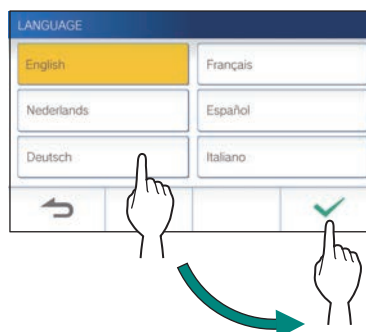 LANGUAGE
English
Français
Nederlands
Español
Deutsch
Italiano